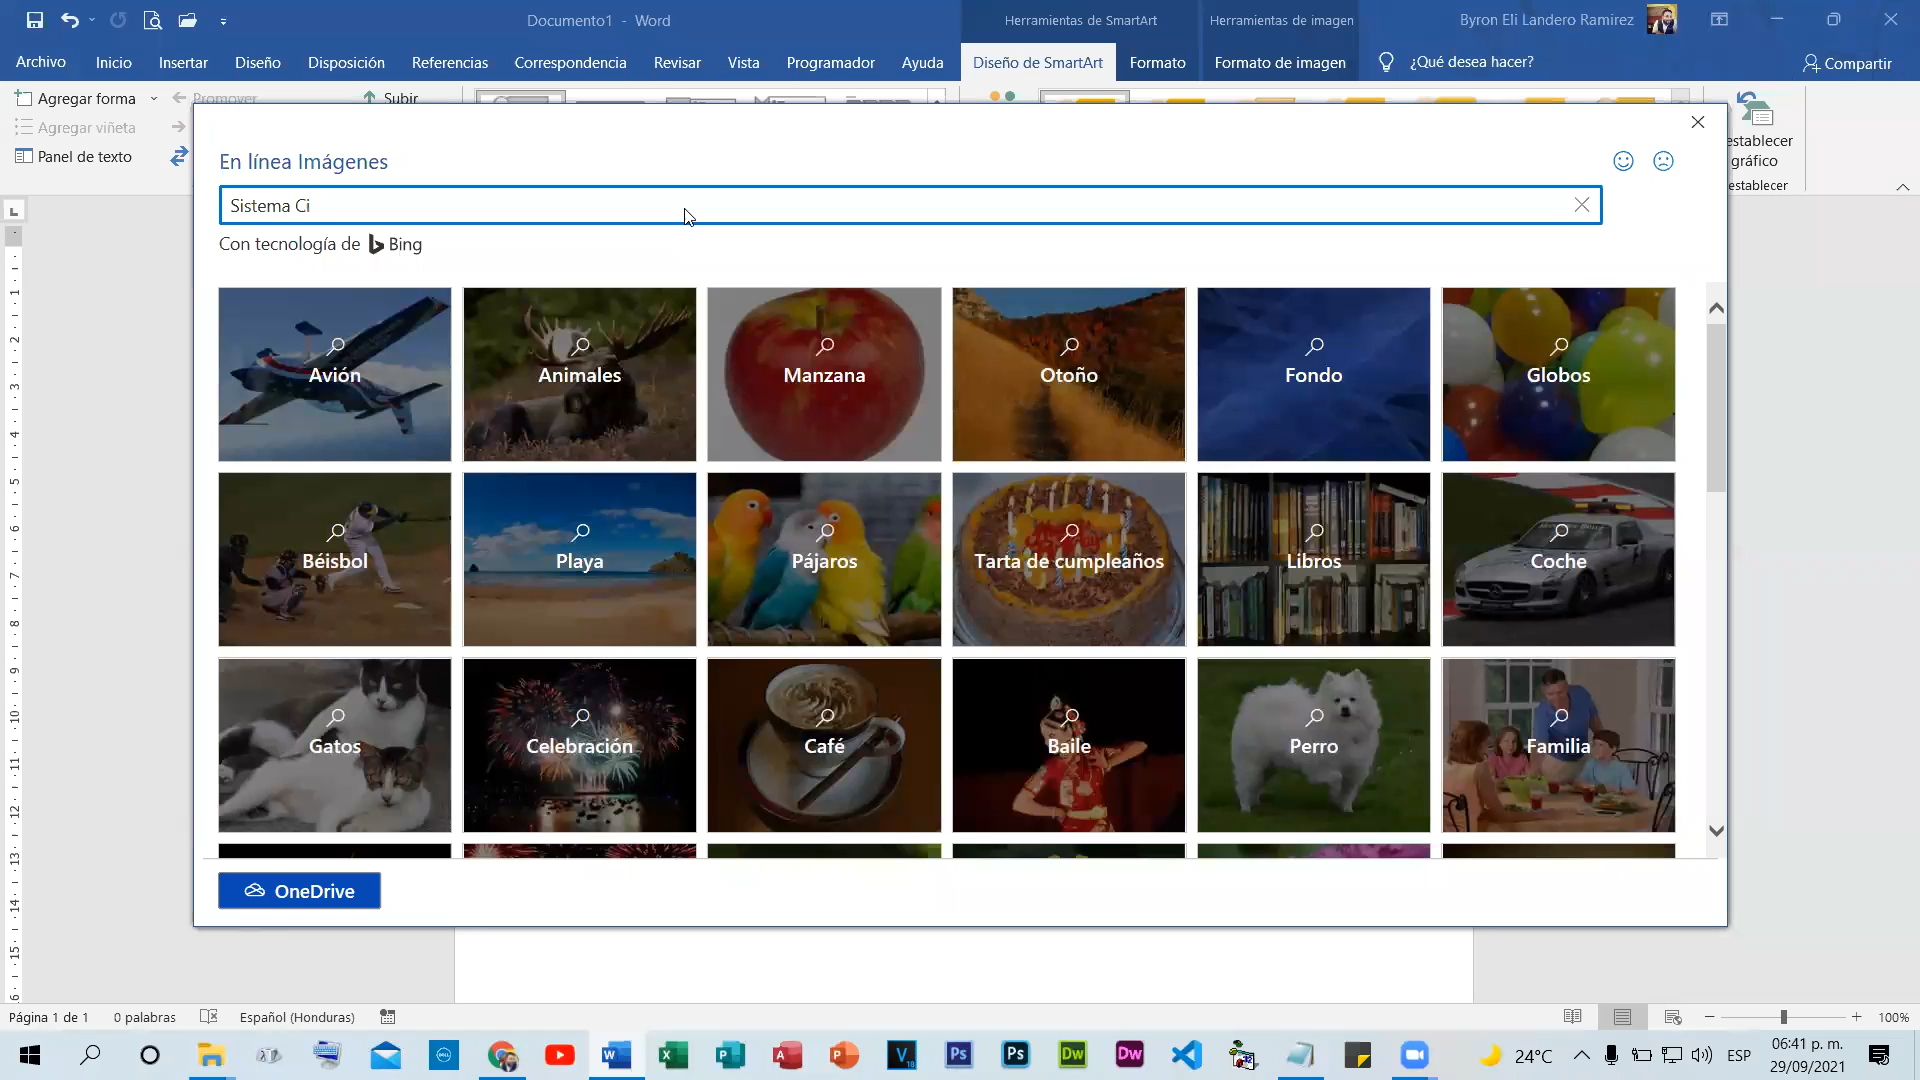 Documento1 - Word
Herramientas de SmartArt
Herramientas de imagen
Byron Eli Landero Ramirez
Archivo Inicio Insertar Diseño Disposición Referencias Correspondencia Revisar Vista Programador Ayuda Diseño de SmartArt Formato Formato de imagen ¿Qué desea hacer? Compartir
Agregar forma Promover Subir
Agregar viñeta
Panel de texto
establecer
gráfico
establecer
En línea Imágenes
Sistema Ci
Con tecnología de Bing
Avión Animales Manzana Otoño Fondo Globos
Béisbol Playa Pájaros Tarta de cumpleaños Libros Coche
Gatos Celebración Café Baile Perro Familia
OneDrive
Página 1 de 1 0 palabras Español (Honduras) 100%
24°C ESP 06:41 p. m.
29/09/2021